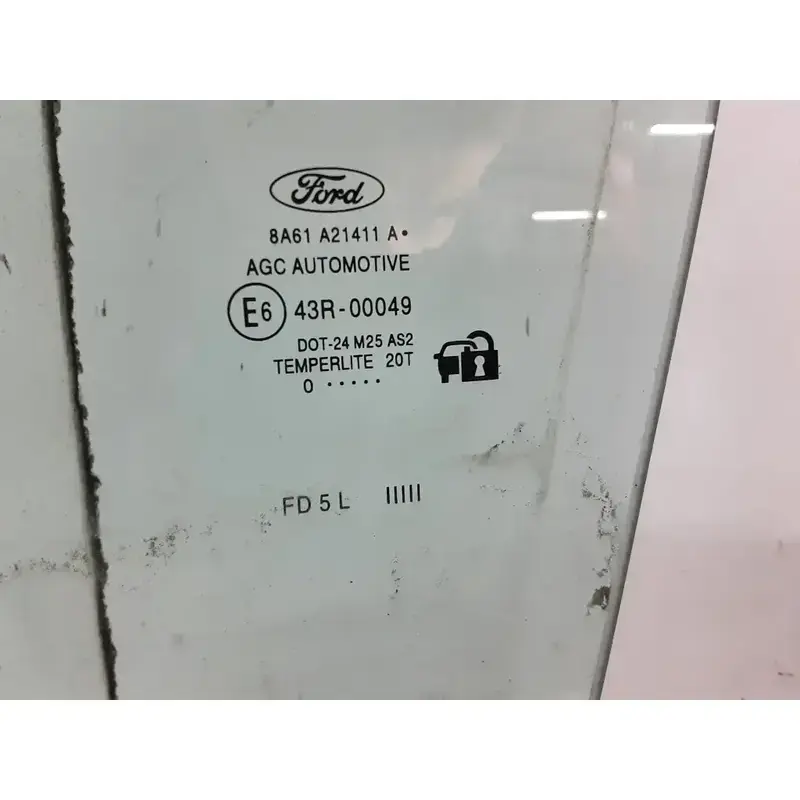 Ford
8A61 A21411 A•
AGC AUTOMOTIVE
E6 43R-00049
DOT-24 M25 AS2
TEMPERLITE 20T
0 •••••
FD 5 L IIIII